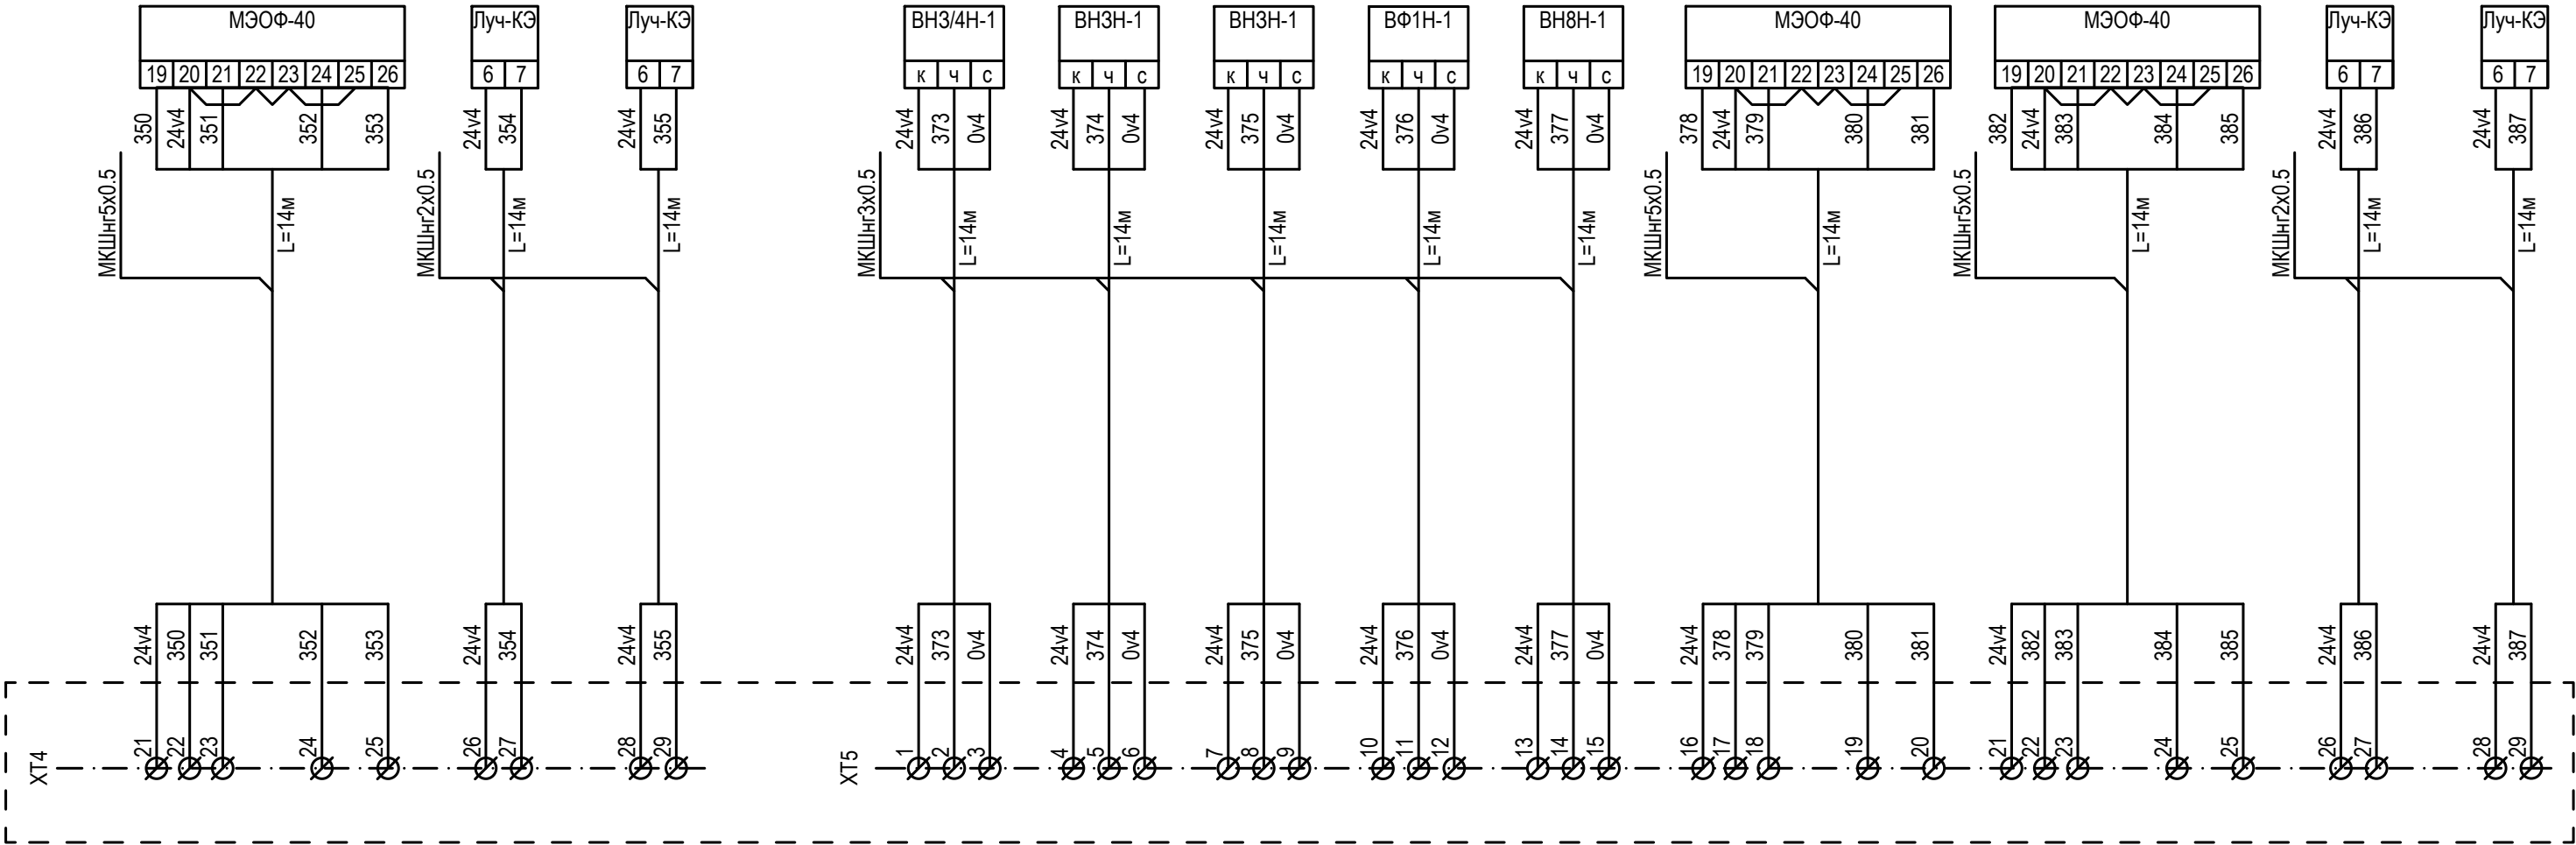 МЭОФ-40 Луч-КЭ Луч-КЭ ВН3/4Н-1 ВН3Н-1 ВН3Н-1 ВФ1Н-1 ВН8Н-1 МЭОФ-40 МЭОФ-40 Луч-КЭ Луч-КЭ
19 20 21 22 23 24 25 26 6 7 6 7 к ч с к ч с к ч с к ч с к ч с 19 20 21 22 23 24 25 26 19 20 21 22 23 24 25 26 6 7 6 7
350 24v4 351 352 353 24v4 354 24v4 355 24v4 373 0v4 24v4 374 0v4 24v4 375 0v4 24v4 376 0v4 24v4 377 0v4 378 24v4 379 380 381 382 24v4 383 384 385 24v4 386 24v4 387
МКШнг5х0.5 L=14м МКШнг2х0.5 L=14м L=14м МКШнг3х0.5 L=14м L=14м L=14м L=14м L=14м МКШнг5х0.5 L=14м МКШнг5х0.5 L=14м МКШнг2х0.5 L=14м L=14м
24v4 350 351 352 353 24v4 354 24v4 355 24v4 373 0v4 24v4 374 0v4 24v4 375 0v4 24v4 376 0v4 24v4 377 0v4 24v4 378 379 380 381 24v4 382 383 384 385 24v4 386 24v4 387
ХТ4 21 22 23 24 25 26 27 28 29 ХТ5 1 2 3 4 5 6 7 8 9 10 11 12 13 14 15 16 17 18 19 20 21 22 23 24 25 26 27 28 29